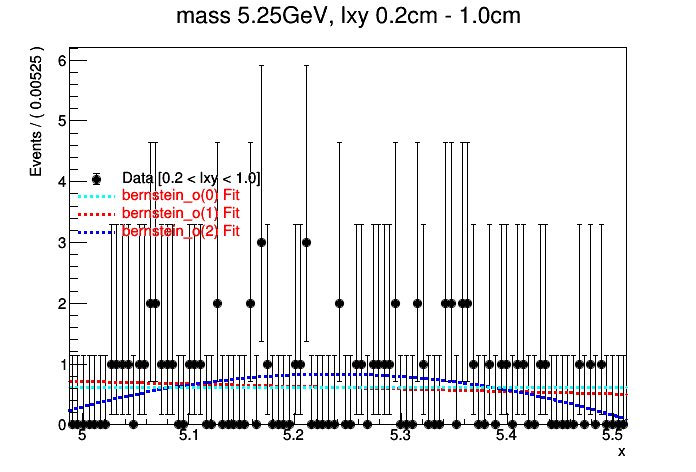 mass 5.25GeV, lxy 0.2cm - 1.0cm
Events / ( 0.00525 )
6
5
4
3
2
1
0
Data [0.2 < lxy < 1.0]
bernstein_o(0) Fit
bernstein_o(1) Fit
bernstein_o(2) Fit
5 5.1 5.2 5.3 5.4 5.5
x